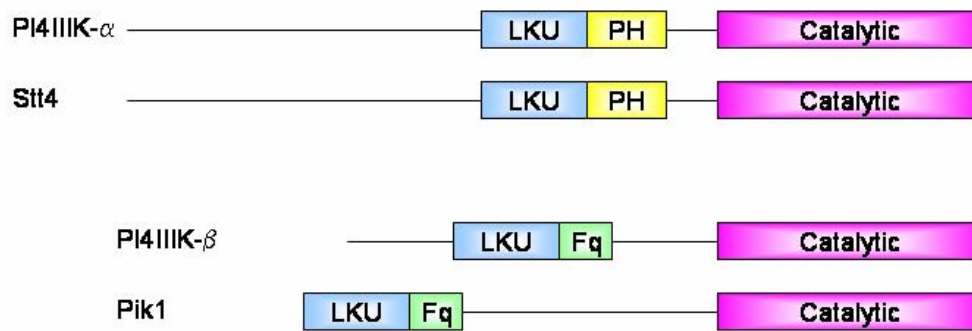 PI4IIIK-α LKU PH Catalytic
Stt4 LKU PH Catalytic
PI4IIIK-β LKU Fq Catalytic
Pik1 LKU Fq Catalytic